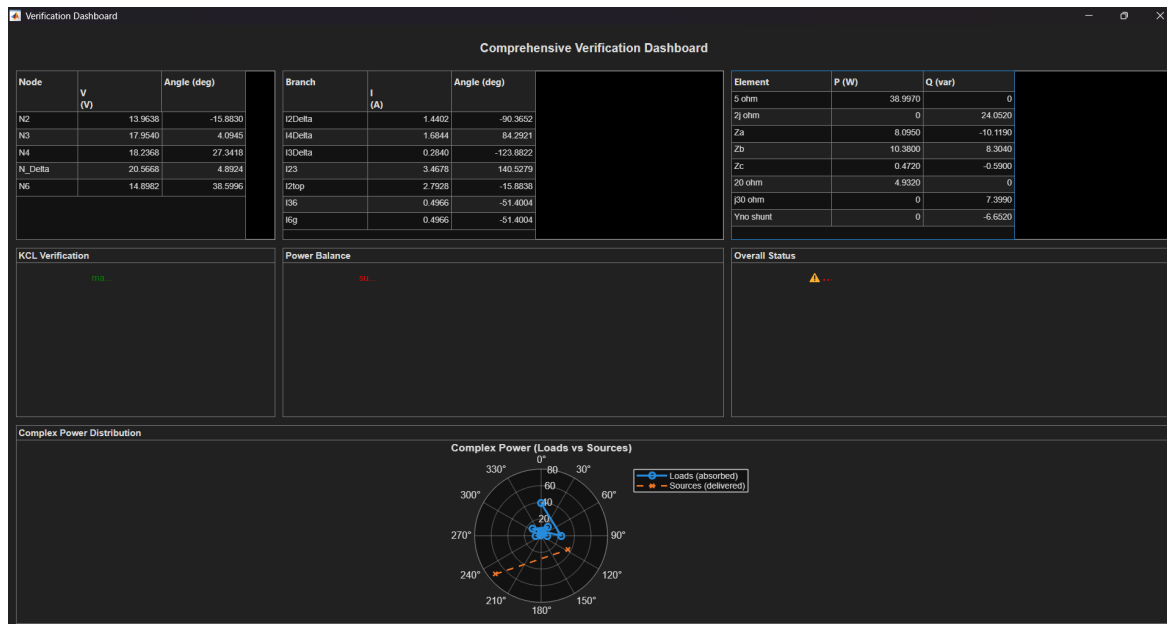 Verification Dashboard
Comprehensive Verification Dashboard
Node V (V) Angle (deg)
N2 13.9638 -15.8830
N3 17.9540 4.0945
N4 18.2368 27.3418
N_Delta 20.5668 4.8924
N6 14.8982 38.5996
Branch I (A) Angle (deg)
I2Delta 1.4402 -90.3652
I4Delta 1.6844 84.2921
I3Delta 0.2840 -123.8822
I23 3.4678 140.5279
I2top 2.7928 -15.8838
I36 0.4966 -51.4004
I6g 0.4966 -51.4004
Element P (W) Q (var)
5 ohm 38.9970 0
2j ohm 0 24.0520
Za 8.0950 -10.1190
Zb 10.3800 8.3040
Zc 0.4720 -0.5900
20 ohm 4.9320 0
j30 ohm 0 7.3990
Yno shunt 0 -6.6520
KCL Verification
ma...
Power Balance
su...
Overall Status
⚠ ...
Complex Power Distribution
Complex Power (Loads vs Sources)
0°
330° 80 30°
60
300° 40 60°
20
270° 90°
240° 120°
210° 150°
180°
Loads (absorbed)
Sources (delivered)